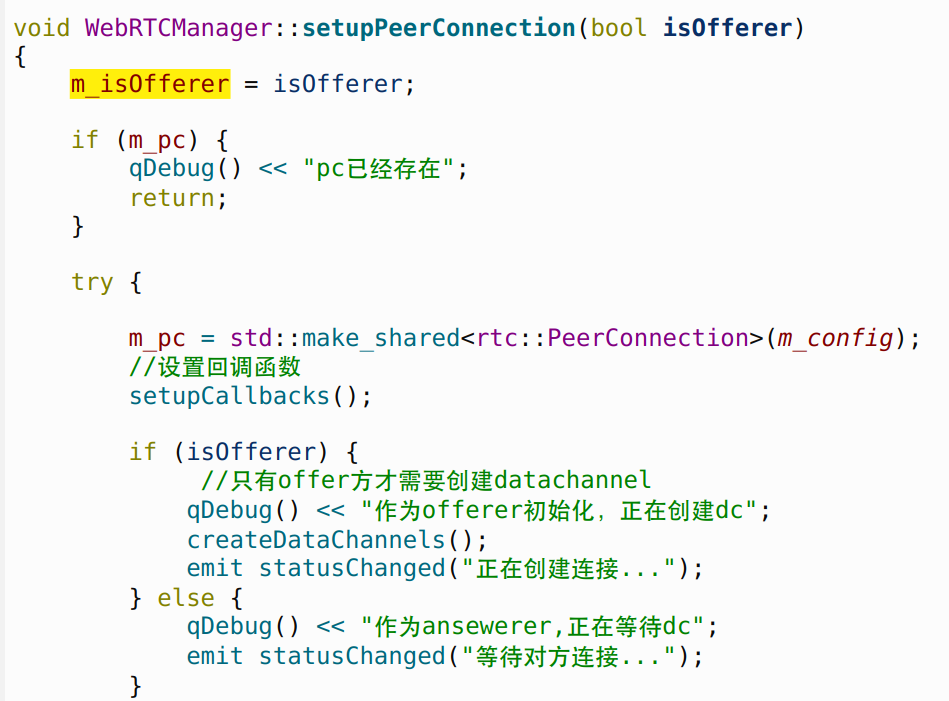 void WebRTCManager::setupPeerConnection(bool isOfferer)
{
    m_isOfferer = isOfferer;
    if (m_pc) {
        qDebug() << "pc已经存在";
        return;
    }
    try {
        m_pc = std::make_shared<rtc::PeerConnection>(m_config);
        //设置回调函数
        setupCallbacks();
        if (isOfferer) {
             //只有offer方才需要创建datachannel
            qDebug() << "作为offerer初始化，正在创建dc";
            createDataChannels();
            emit statusChanged("正在创建连接...");
        } else {
            qDebug() << "作为ansewerer,正在等待dc";
            emit statusChanged("等待对方连接...");
        }